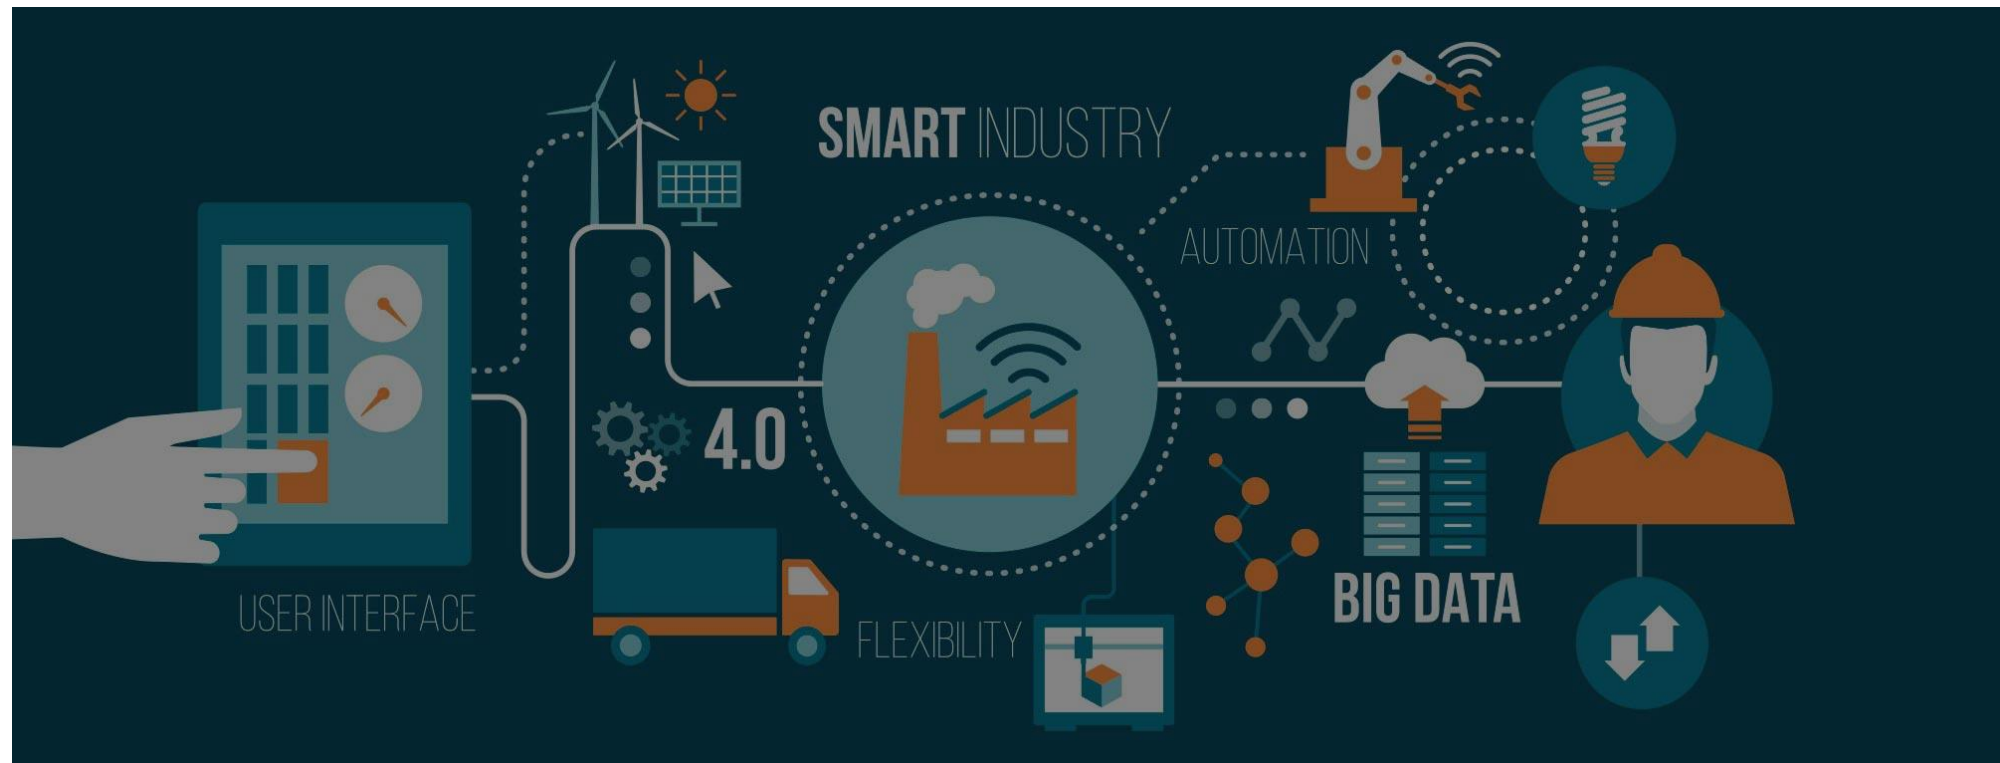 SMART INDUSTRY
AUTOMATION
4.0
USER INTERFACE
FLEXIBILITY
BIG DATA